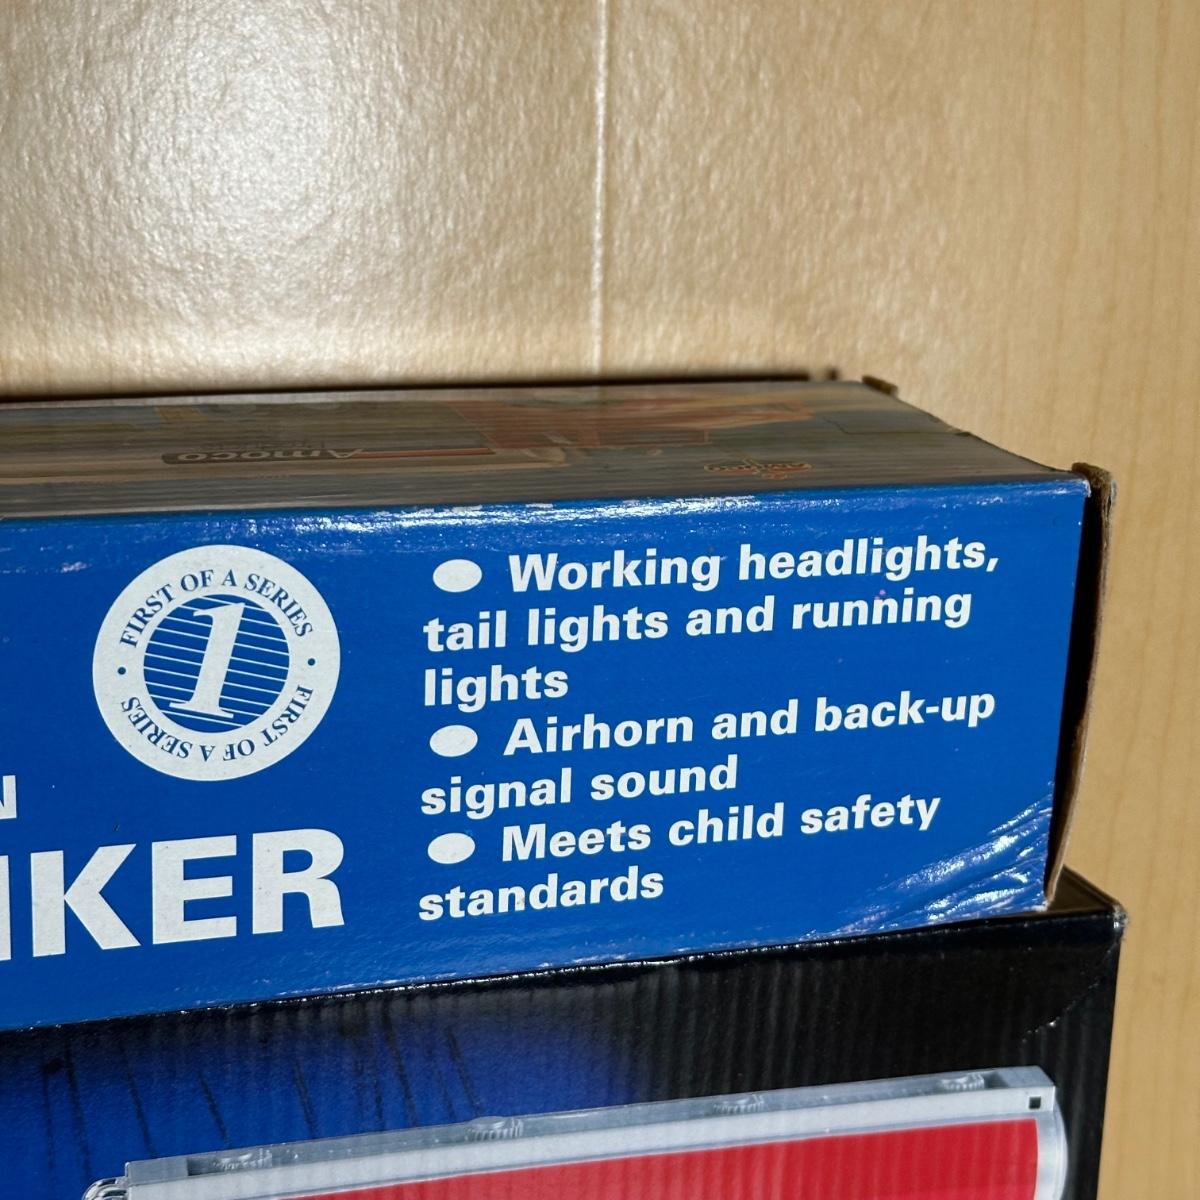 Amoco
FIRST OF A SERIES · FIRST OF A SERIES ·
1
N
KER
● Working headlights,
tail lights and running
lights
● Airhorn and back-up
signal sound
● Meets child safety
standards